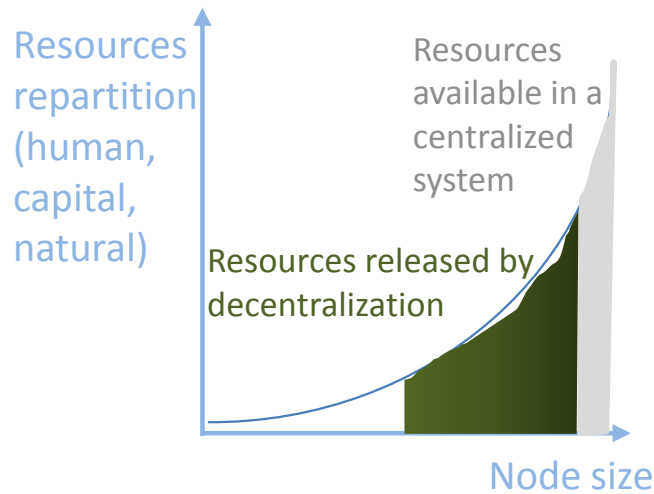 Resources
repartition
(human,
capital,
natural)
Resources
available in a
centralized
system
Resources released by
decentralization
Node size